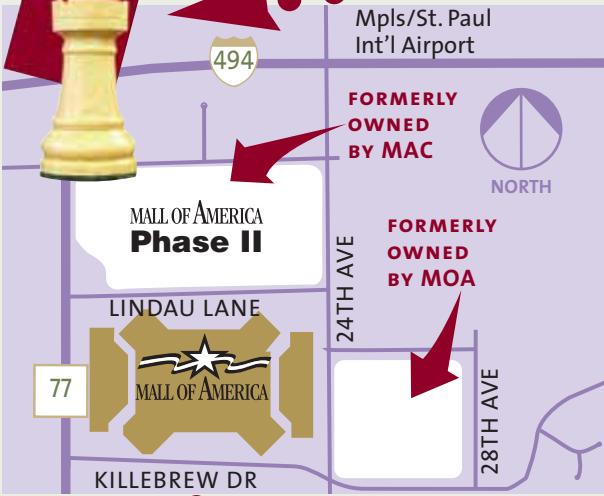 Mpls/St. Paul
Int'l Airport
494
FORMERLY
OWNED
BY MAC
NORTH
MALL OF AMERICA
Phase II
FORMERLY
OWNED
BY MOA
24TH AVE
LINDAU LANE
MALL OF AMERICA
77
28TH AVE
KILLEBREW DR